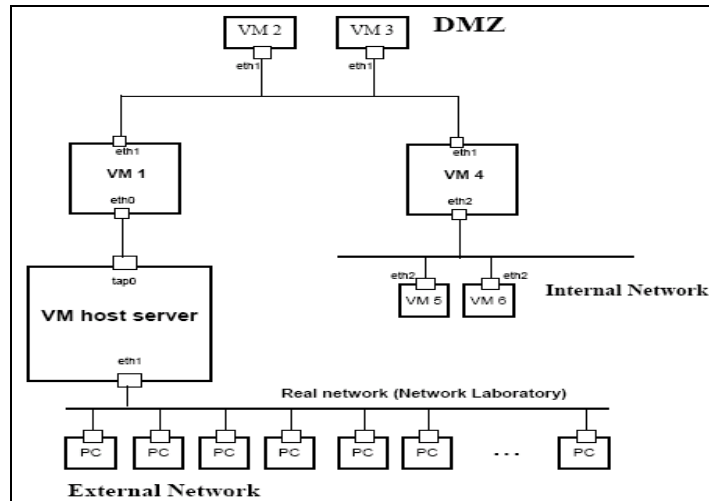 VM 2
VM 3
DMZ
eth1
eth1
eth1
VM 1
eth0
eth1
VM 4
eth2
tap0
VM host server
eth1
eth2
eth2
VM 5
VM 6
Internal Network
Real network (Network Laboratory)
PC
PC
PC
PC
PC
PC
...
PC
External Network